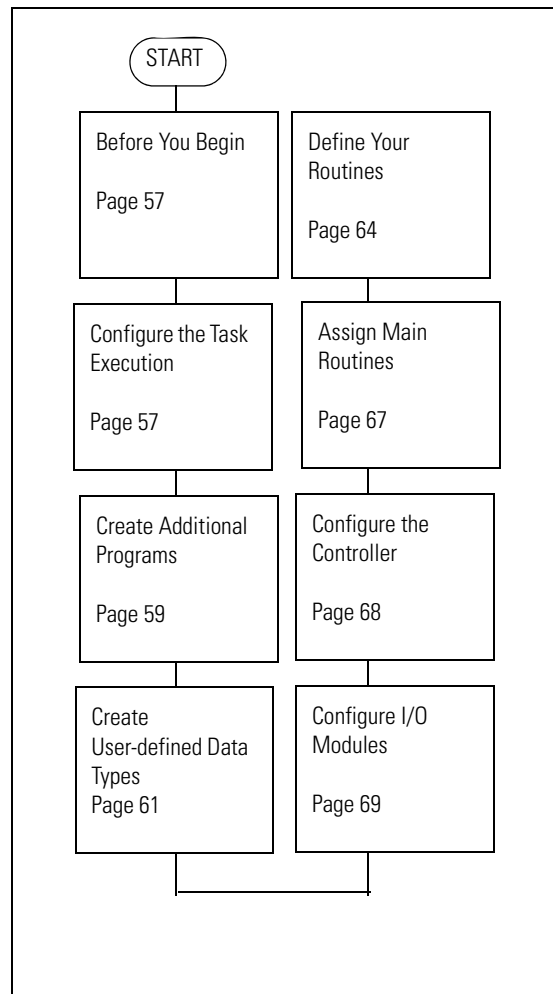 START
Before You Begin
Page 57
Configure the Task
Execution
Page 57
Create Additional
Programs
Page 59
Create
User-defined Data
Types
Page 61
Define Your
Routines
Page 64
Assign Main
Routines
Page 67
Configure the
Controller
Page 68
Configure I/O
Modules
Page 69